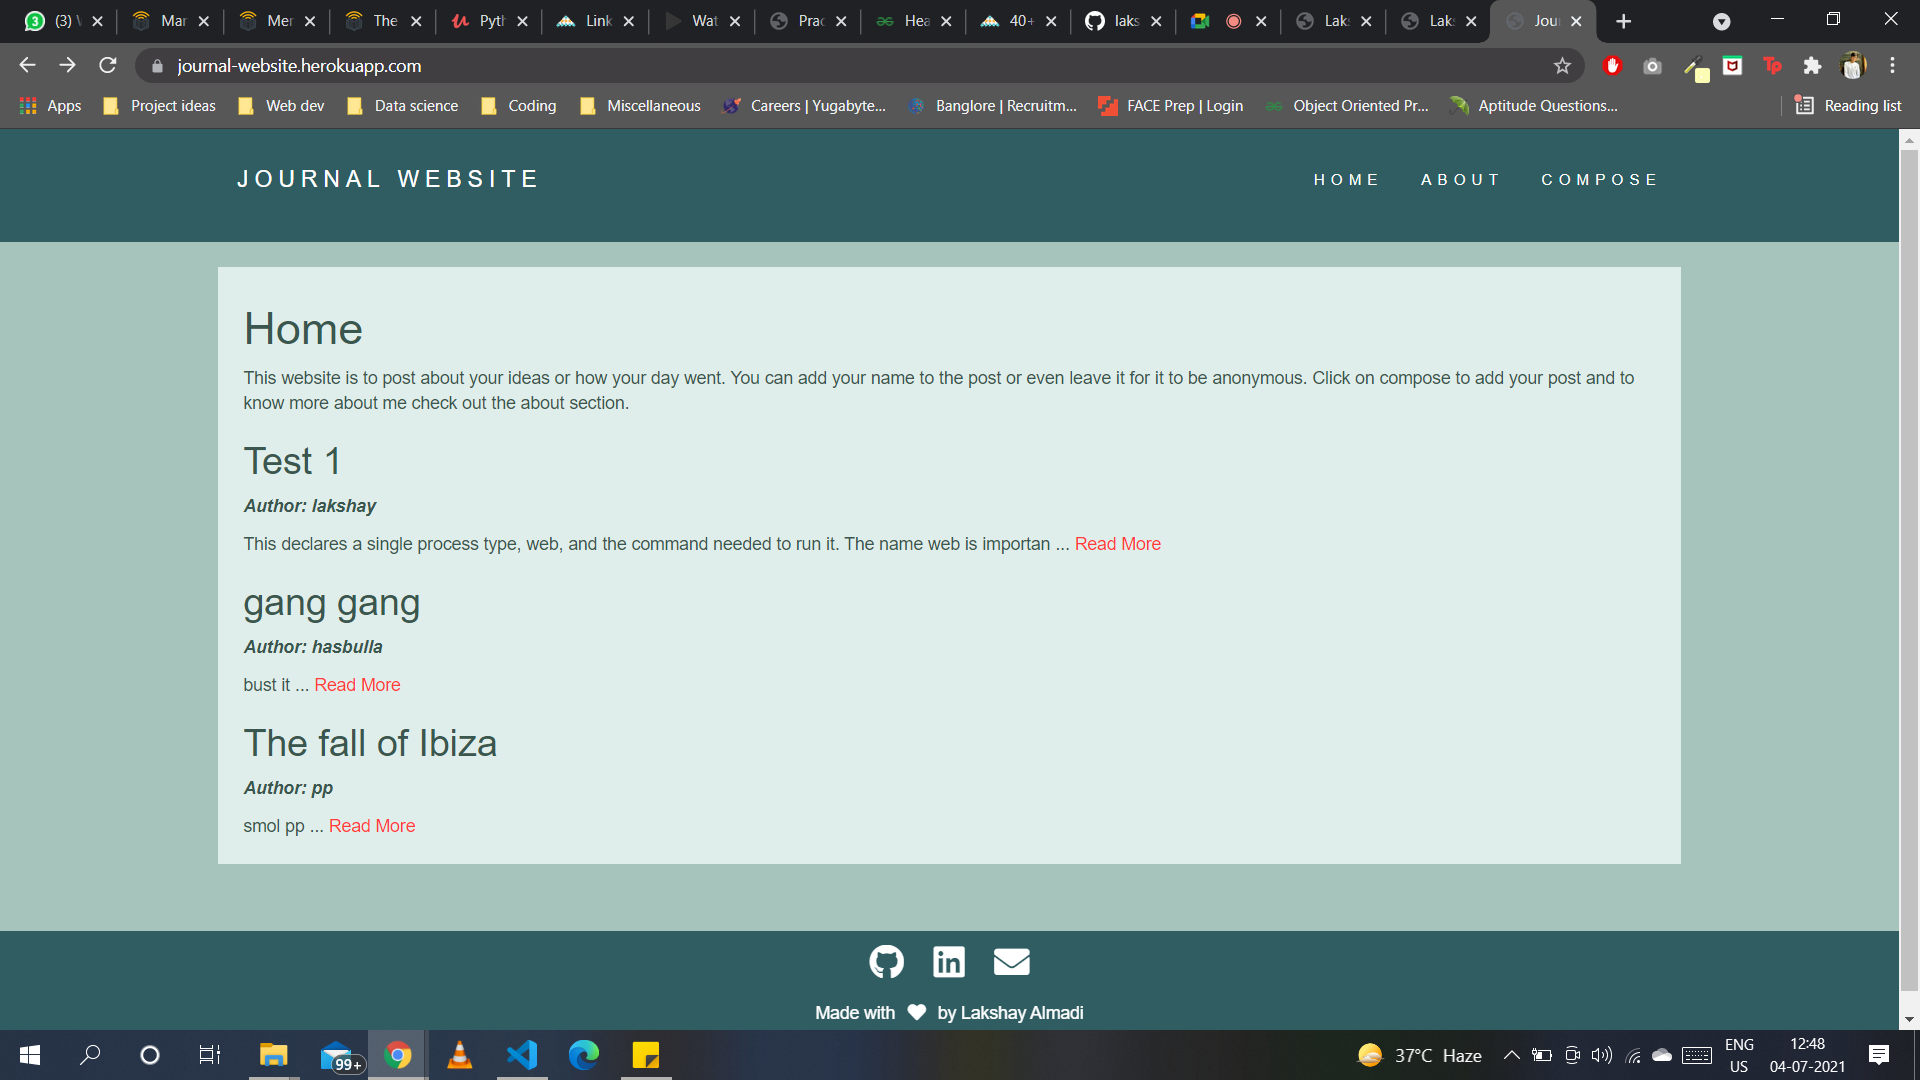 (3) Mar Mer The Pyth Link Wat Prac Hea 40+ laks Laks Laks Jour
journal-website.herokuapp.com
Apps Project ideas Web dev Data science Coding Miscellaneous Careers | Yugabyte... Banglore | Recruitm... FACE Prep | Login Object Oriented Pr... Aptitude Questions... Reading list
JOURNAL WEBSITE HOME ABOUT COMPOSE
Home
This website is to post about your ideas or how your day went. You can add your name to the post or even leave it for it to be anonymous. Click on compose to add your post and to
know more about me check out the about section.
Test 1
Author: lakshay
This declares a single process type, web, and the command needed to run it. The name web is importan ... Read More
gang gang
Author: hasbulla
bust it ... Read More
The fall of Ibiza
Author: pp
smol pp ... Read More
Made with by Lakshay Almadi
99+ 37°C Haze ENG 12:48
US 04-07-2021